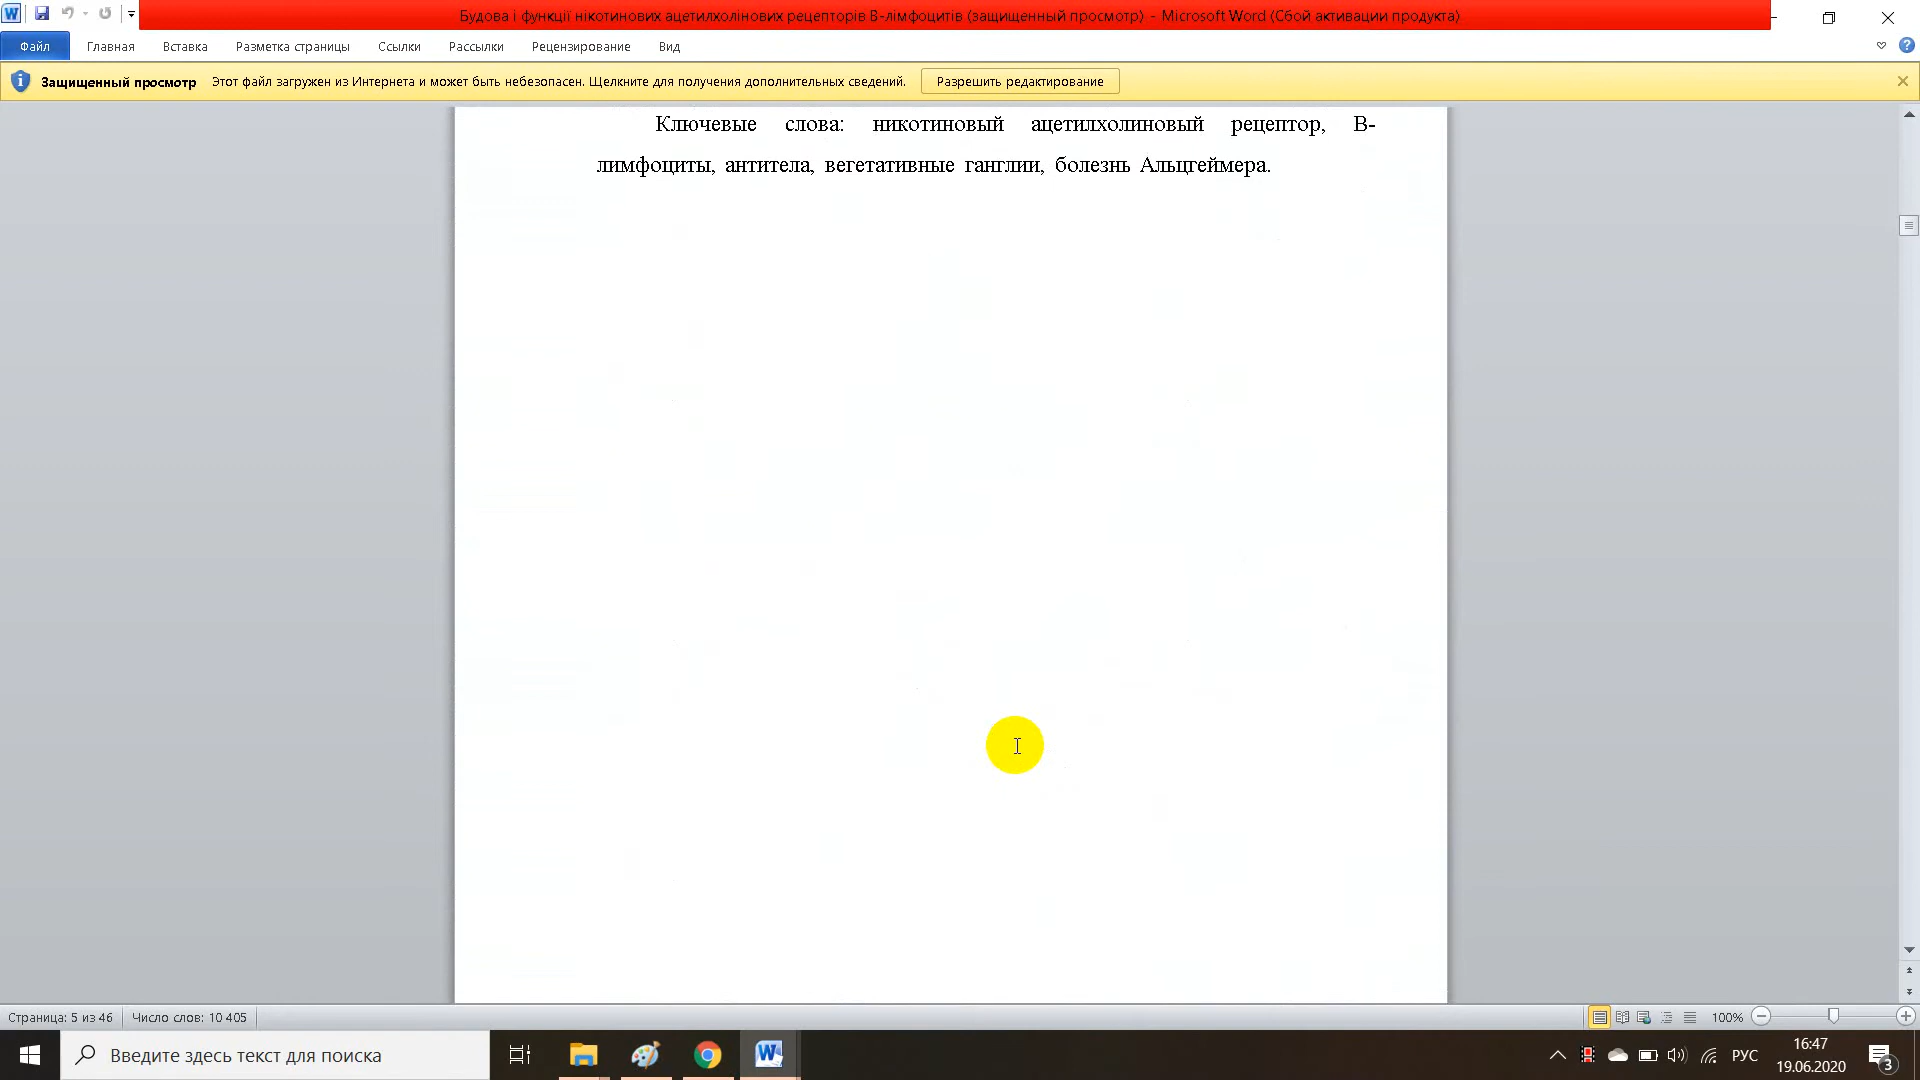 Будова і функції нікотинових ацетилхолінових рецепторів В-лімфоцитів (защищенный просмотр) - Microsoft Word (Сбой активации продукта)
Файл Главная Вставка Разметка страницы Ссылки Рассылки Рецензирование Вид
Защищенный просмотр Этот файл загружен из Интернета и может быть небезопасен. Щелкните для получения дополнительных сведений. Разрешить редактирование
Ключевые слова: никотиновый ацетилхолиновый рецептор, В-
лимфоциты, антитела, вегетативные ганглии, болезнь Альцгеймера.
Страница: 5 из 46 Число слов: 10 405 100%
Введите здесь текст для поиска РУС 16:47
19.06.2020 3